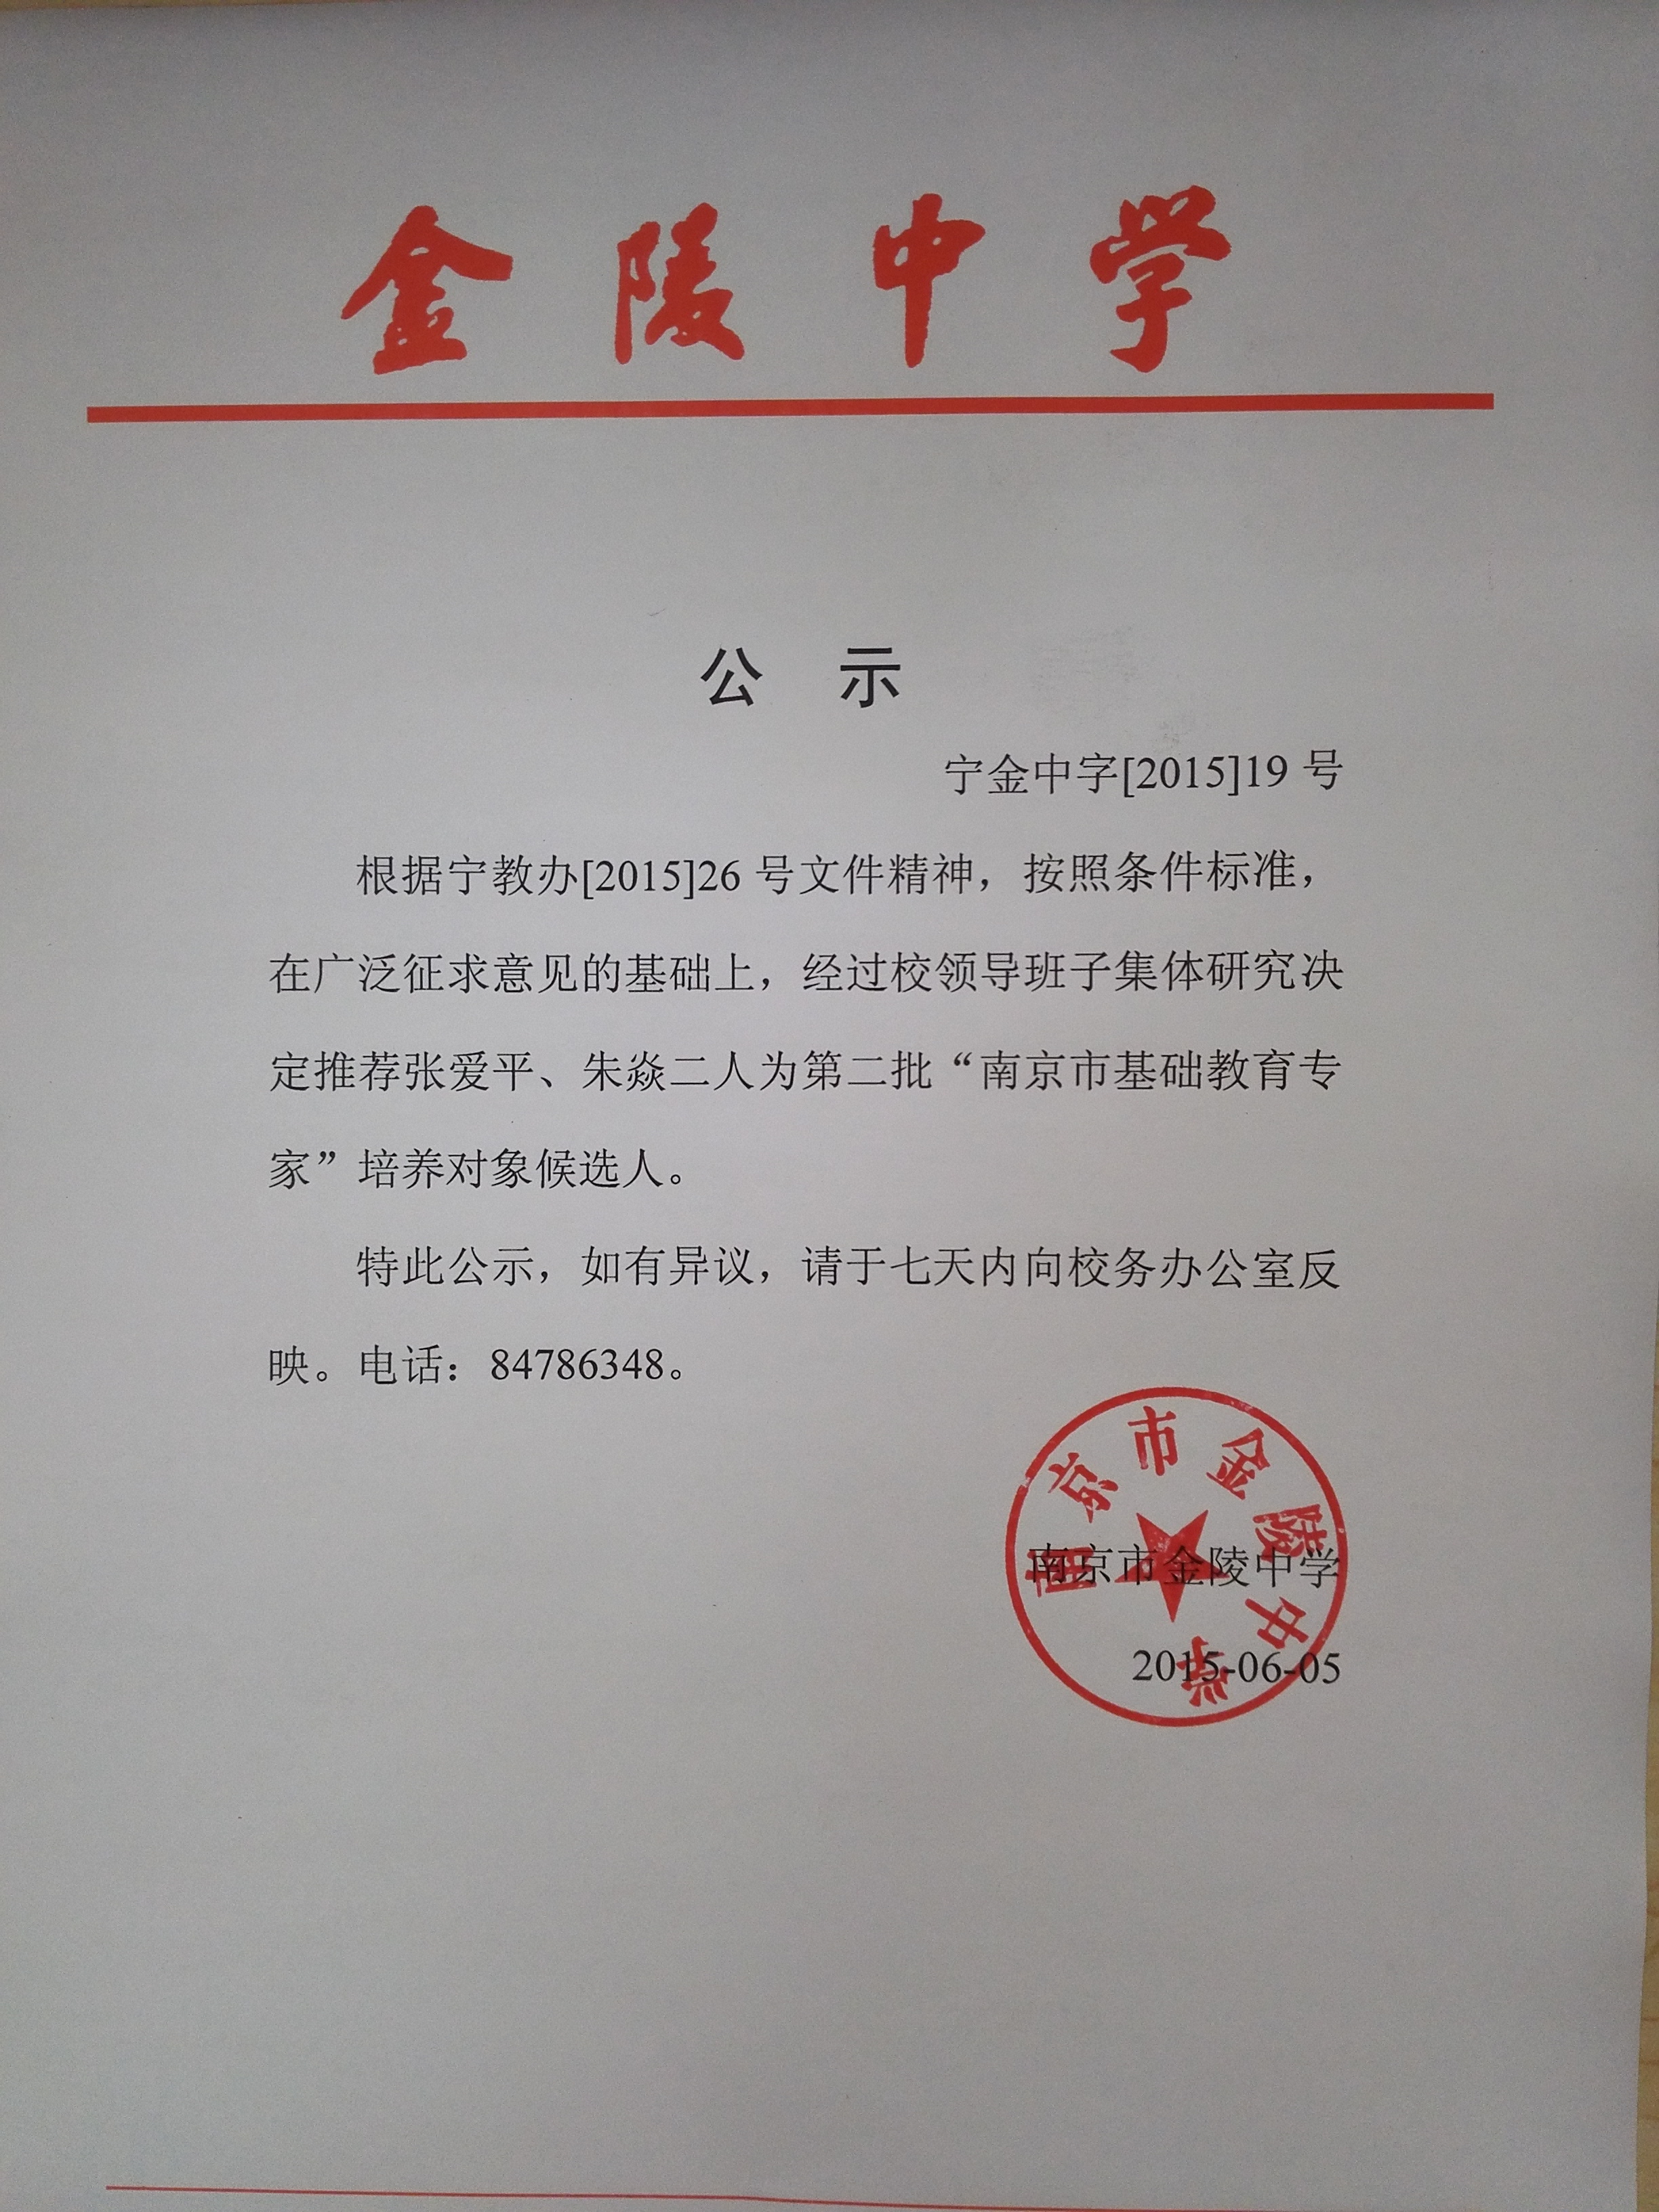 金陵中学
公 示
宁金中字[2015]19 号
根据宁教办[2015]26 号文件精神，按照条件标准，
在广泛征求意见的基础上，经过校领导班子集体研究决
定推荐张爱平、朱焱二人为第二批“南京市基础教育专
家”培养对象候选人。
特此公示，如有异议，请于七天内向校务办公室反
映。电话：84786348。
南京市金陵中学
南京市金陵中学
2015-06-05